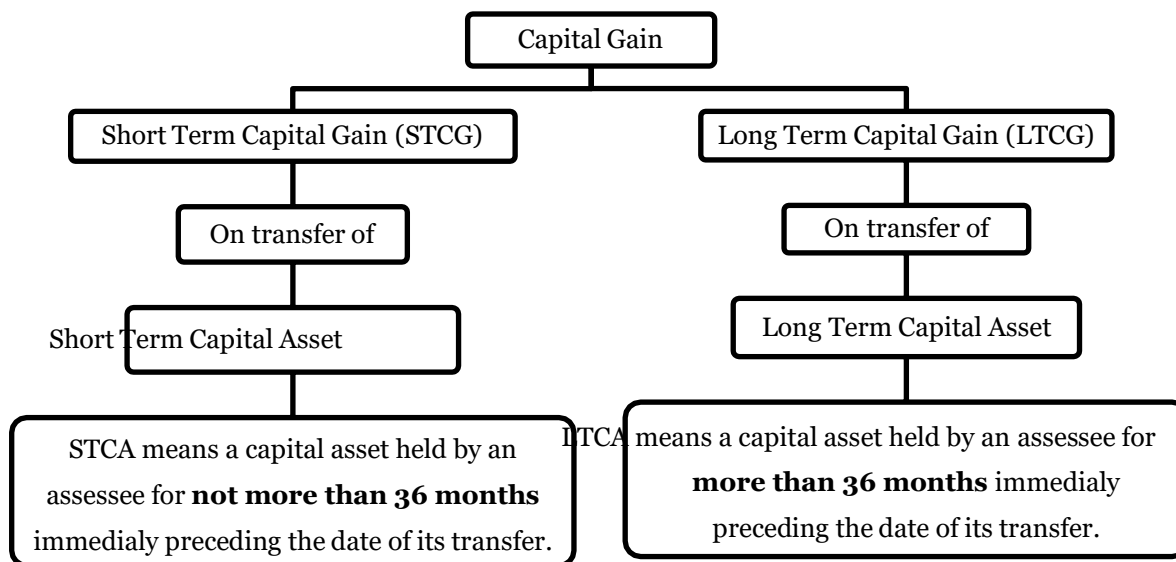 Capital Gain
Short Term Capital Gain (STCG)
Long Term Capital Gain (LTCG)
On transfer of
On transfer of
Short Term Capital Asset
Long Term Capital Asset
STCA means a capital asset held by an
assessee for not more than 36 months
immedialy preceding the date of its transfer.
LTCA means a capital asset held by an assessee for
more than 36 months immedialy
preceding the date of its transfer.